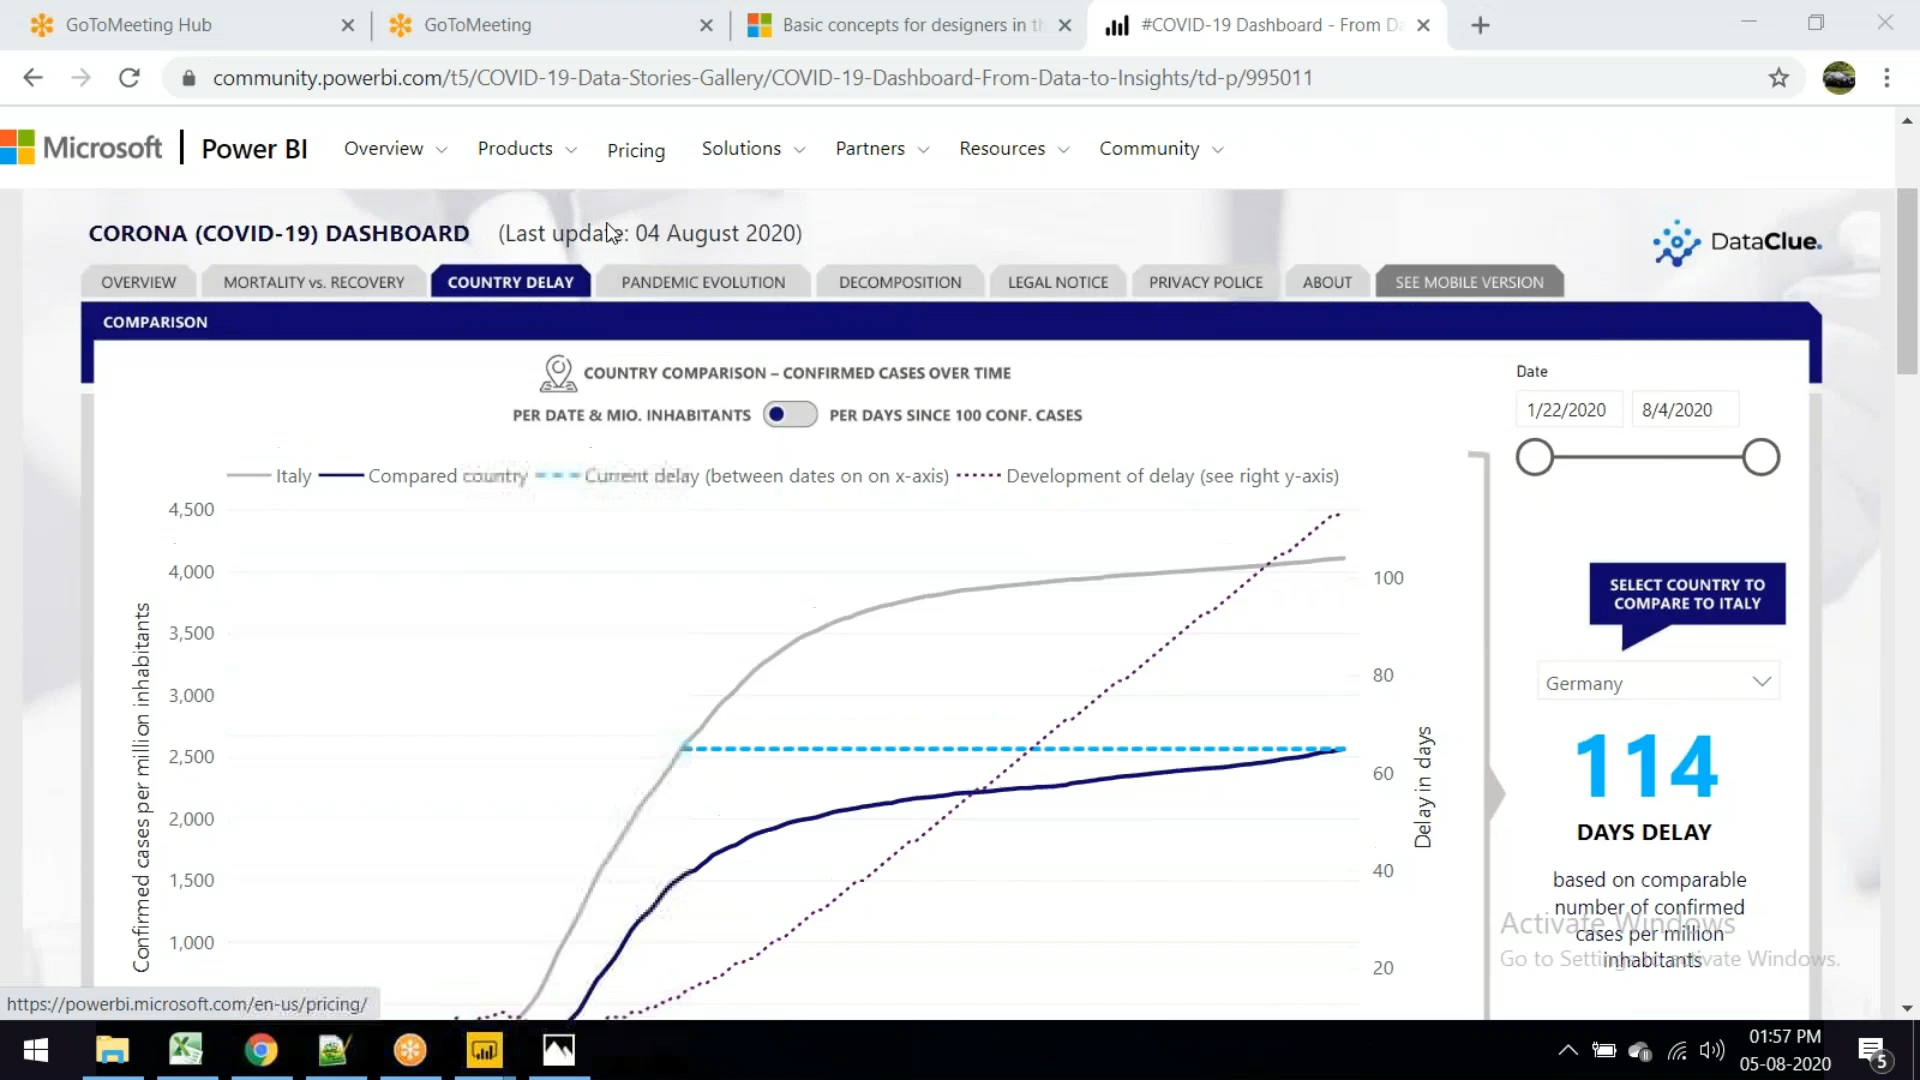 GoToMeeting Hub
GoToMeeting
Basic concepts for designers in th
#COVID-19 Dashboard - From Da
community.powerbi.com/t5/COVID-19-Data-Stories-Gallery/COVID-19-Dashboard-From-Data-to-Insights/td-p/995011
Microsoft | Power BI Overview Products Pricing Solutions Partners Resources Community
CORONA (COVID-19) DASHBOARD (Last update: 04 August 2020)
DataClue.
OVERVIEW MORTALITY vs. RECOVERY COUNTRY DELAY PANDEMIC EVOLUTION DECOMPOSITION LEGAL NOTICE PRIVACY POLICE ABOUT SEE MOBILE VERSION
COMPARISON
COUNTRY COMPARISON – CONFIRMED CASES OVER TIME
PER DATE & MIO. INHABITANTS PER DAYS SINCE 100 CONF. CASES
Italy Compared country Current delay (between dates on on x-axis) Development of delay (see right y-axis)
4,500
4,000
3,500
3,000
2,500
2,000
1,500
1,000
Confirmed cases per million inhabitants
100
80
60
40
20
Delay in days
Date
1/22/2020 8/4/2020
SELECT COUNTRY TO
COMPARE TO ITALY
Germany
114
DAYS DELAY
based on comparable
number of confirmed
cases per million
inhabitants
Activate Windows
Go to Settings to activate Windows.
https://powerbi.microsoft.com/en-us/pricing/
01:57 PM
05-08-2020
5